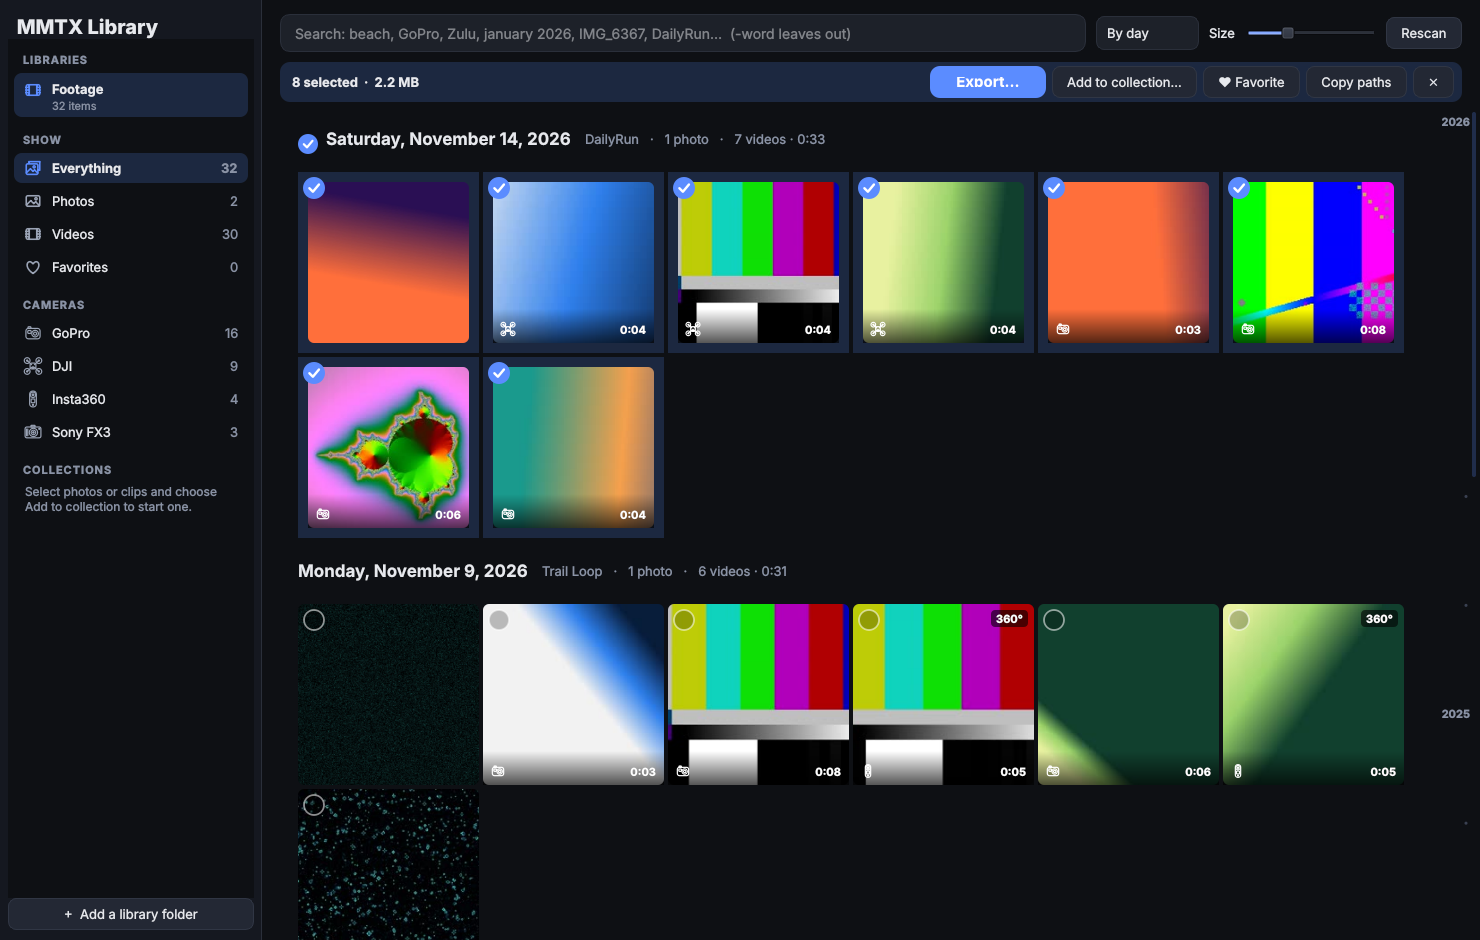 MMTX Library
LIBRARIES
Footage
32 items
SHOW
Everything 32
Photos 2
Videos 30
Favorites 0
CAMERAS
GoPro 16
DJI 9
Insta360 4
Sony FX3 3
COLLECTIONS
Select photos or clips and choose
Add to collection to start one.
+ Add a library folder
Search: beach, GoPro, Zulu, january 2026, IMG_6367, DailyRun... (-word leaves out)
By day
Size
Rescan
8 selected · 2.2 MB
Export...
Add to collection...
♥ Favorite
Copy paths
×
2026
Saturday, November 14, 2026 DailyRun · 1 photo · 7 videos · 0:33
0:04
0:04
0:04
0:03
0:08
0:06
0:04
Monday, November 9, 2026 Trail Loop · 1 photo · 6 videos · 0:31
360°
360°
0:03
0:08
0:05
0:06
0:05
2025